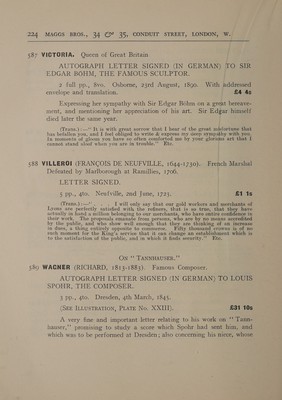 224 MAGGS BROS., 34 & 35, CONDUIT STREET, LONDON, W.
587 VICTORIA. Queen of Great Britain
AUTOGRAPH LETTER SIGNED (IN GERMAN) TO SIR
EDGAR BÖHM, THE FAMOUS SCULPTOR.
2 full pp., 8vo. Osborne, 23rd August, 1890. With addressed
envelope and translation. £4 4s
Expressing her sympathy with Sir Edgar Böhm on a great bereave-
ment, and mentioning her appreciation of his art. Sir Edgar himself
died later the same year.
(Trans.):—"It is with great sorrow that I hear of the great misfortune that
has befallen you, and I feel obliged to write & express my deep sympathy with you.
In moments of gloom you have so often comforted me by your glorious art that I
cannot stand aloof when you are in trouble." Etc.
588 VILLEROI (FRANÇOIS DE NEUFVILLE, 1644-1730). French Marshal
Defeated by Marlborough at Ramillies, 1706.
LETTER SIGNED.
3 pp., 4to. Neufville, 2nd June, 1725. £1 1s
(Trans.):—" . . . I will only say that our gold workers and merchants of
Lyons are perfectly satisfied with the reduction, that is as true, that they have
actually in hand a million belonging to our merchants, who have entire confidence in
their work. The proposals emanate from persons, who are by no means accredited
by the public, and who show well enough that they are thinking of an increase
in dues, a thing entirely opposite to commerce. Fifty thousand crowns is of no
such moment for the King's service that it can change an establishment which is
to the satisfaction of the public, and in which it finds security." Etc.
ON "TANNHAUSER."
589 WAGNER (RICHARD, 1813-1883). Famous Composer.
AUTOGRAPH LETTER SIGNED (IN GERMAN) TO LOUIS
SPOHR, THE COMPOSER.
3 pp., 4to. Dresden, 4th March, 1845.
(SEE ILLUSTRATION, PLATE No. XXIII). £31 10s
A very fine and important letter relating to his work on "Tann-
hauser," promising to study a score which Spohr had sent him, and
which was to be performed at Dresden; also concerning his niece, whose